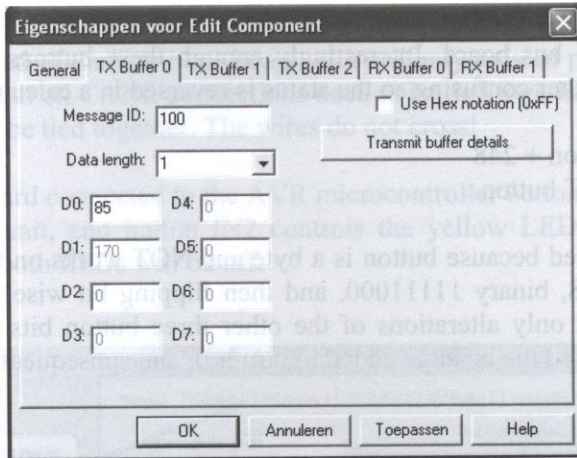 Eigenschappen voor Edit Component
General TX Buffer 0 TX Buffer 1 TX Buffer 2 RX Buffer 0 RX Buffer 1
Message ID: 100
Use Hex notation (0xFF)
Data length: 1
Transmit buffer details
D0: 85 D4: 0
D1: 170 D5: 0
D2: 0 D6: 0
D3: 0 D7: 0
OK Annuleren Toepassen Help